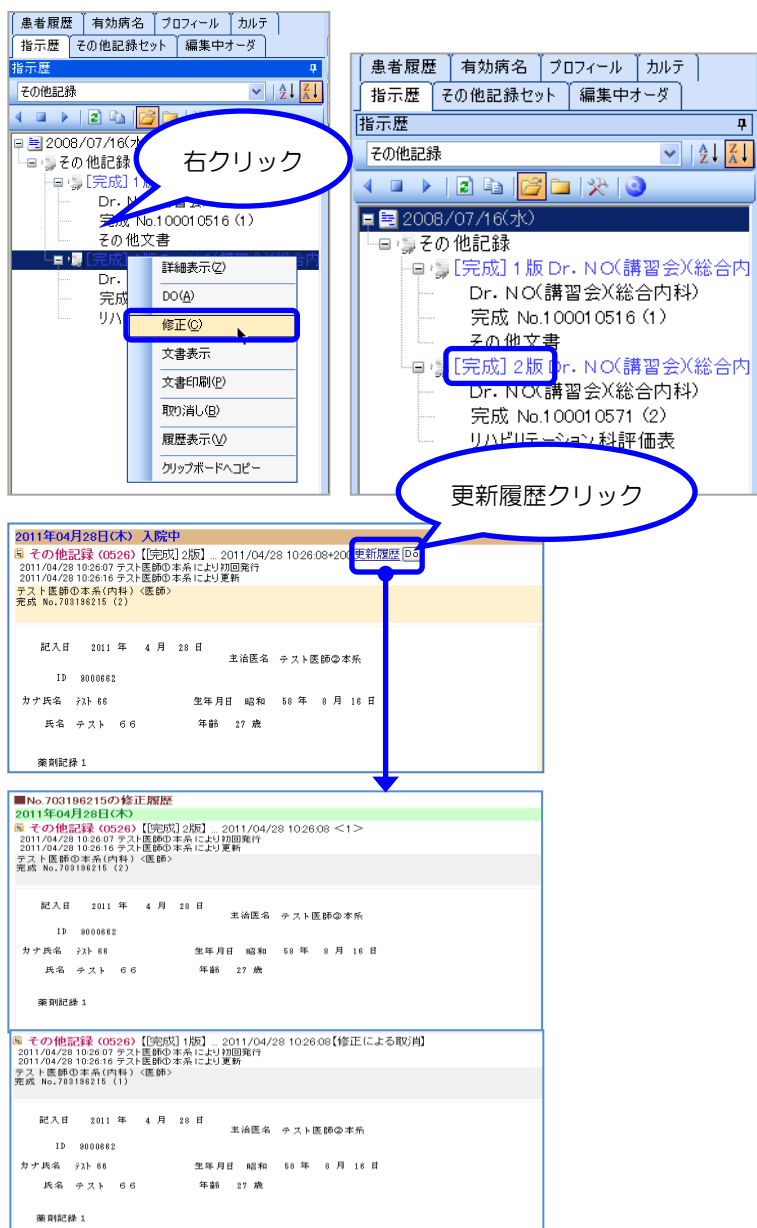 患者履歴 有効病名 プロフィール カルテ
指示歴 その他記録セット 編集中オーダ
指示歴
その他記録
2008/07/16(水
その他記録
[完成] 1版
Dr. N
完成 No.100010516 (1)
その他文書
[完成]
Dr.
完成
リハ
右クリック
詳細表示(Z)
DO(A)
修正(C)
文書表示
文書印刷(P)
取り消し(B)
履歴表示(V)
クリップボードへコピー
患者履歴 有効病名 プロフィール カルテ
指示歴 その他記録セット 編集中オーダ
指示歴
その他記録
2008/07/16(水)
その他記録
[完成] 1版 Dr. NO(講習会)(総合内
Dr. NO(講習会)(総合内科)
完成 No.100010516 (1)
その他文書
[完成] 2版 Dr. NO(講習会)(総合内
Dr. NO(講習会)(総合内科)
完成 No.100010571 (2)
リハビリテーション科評価表
更新履歴クリック
2011年04月28日(木) 入院中
その他記録 (0526)【[完成] 2版】... 2011/04/28 10:26:08+200 更新履歴 Do
2011/04/28 10:26:07 テスト医師①本系により初回発行
2011/04/28 10:26:16 テスト医師①本系により更新
テスト医師①本系(内科) <医師>
完成 No.703196215 (2)
記入日 2011 年 4 月 28 日
主治医名 テスト医師②本系
ID 9000662
カナ氏名 テスト 66 生年月日 昭和 58 年 8 月 16 日
氏名 テスト 66 年齢 27 歳
薬剤記録 1
■No.703196215の修正履歴
2011年04月28日(木)
その他記録 (0526)【[完成] 2版】... 2011/04/28 10:26:08 <1>
2011/04/28 10:26:07 テスト医師①本系により初回発行
2011/04/28 10:26:16 テスト医師①本系により更新
テスト医師①本系(内科) <医師>
完成 No.703196215 (2)
記入日 2011 年 4 月 28 日
主治医名 テスト医師②本系
ID 9000662
カナ氏名 テスト 66 生年月日 昭和 58 年 8 月 16 日
氏名 テスト 66 年齢 27 歳
薬剤記録 1
その他記録 (0526)【[完成] 1版】... 2011/04/28 10:26:08【修正による取消】
2011/04/28 10:26:07 テスト医師①本系により初回発行
2011/04/28 10:26:16 テスト医師①本系により更新
テスト医師①本系(内科) <医師>
完成 No.703196215 (1)
記入日 2011 年 4 月 28 日
主治医名 テスト医師②本系
ID 9000662
カナ氏名 テスト 66 生年月日 昭和 58 年 8 月 16 日
氏名 テスト 66 年齢 27 歳
薬剤記録 1